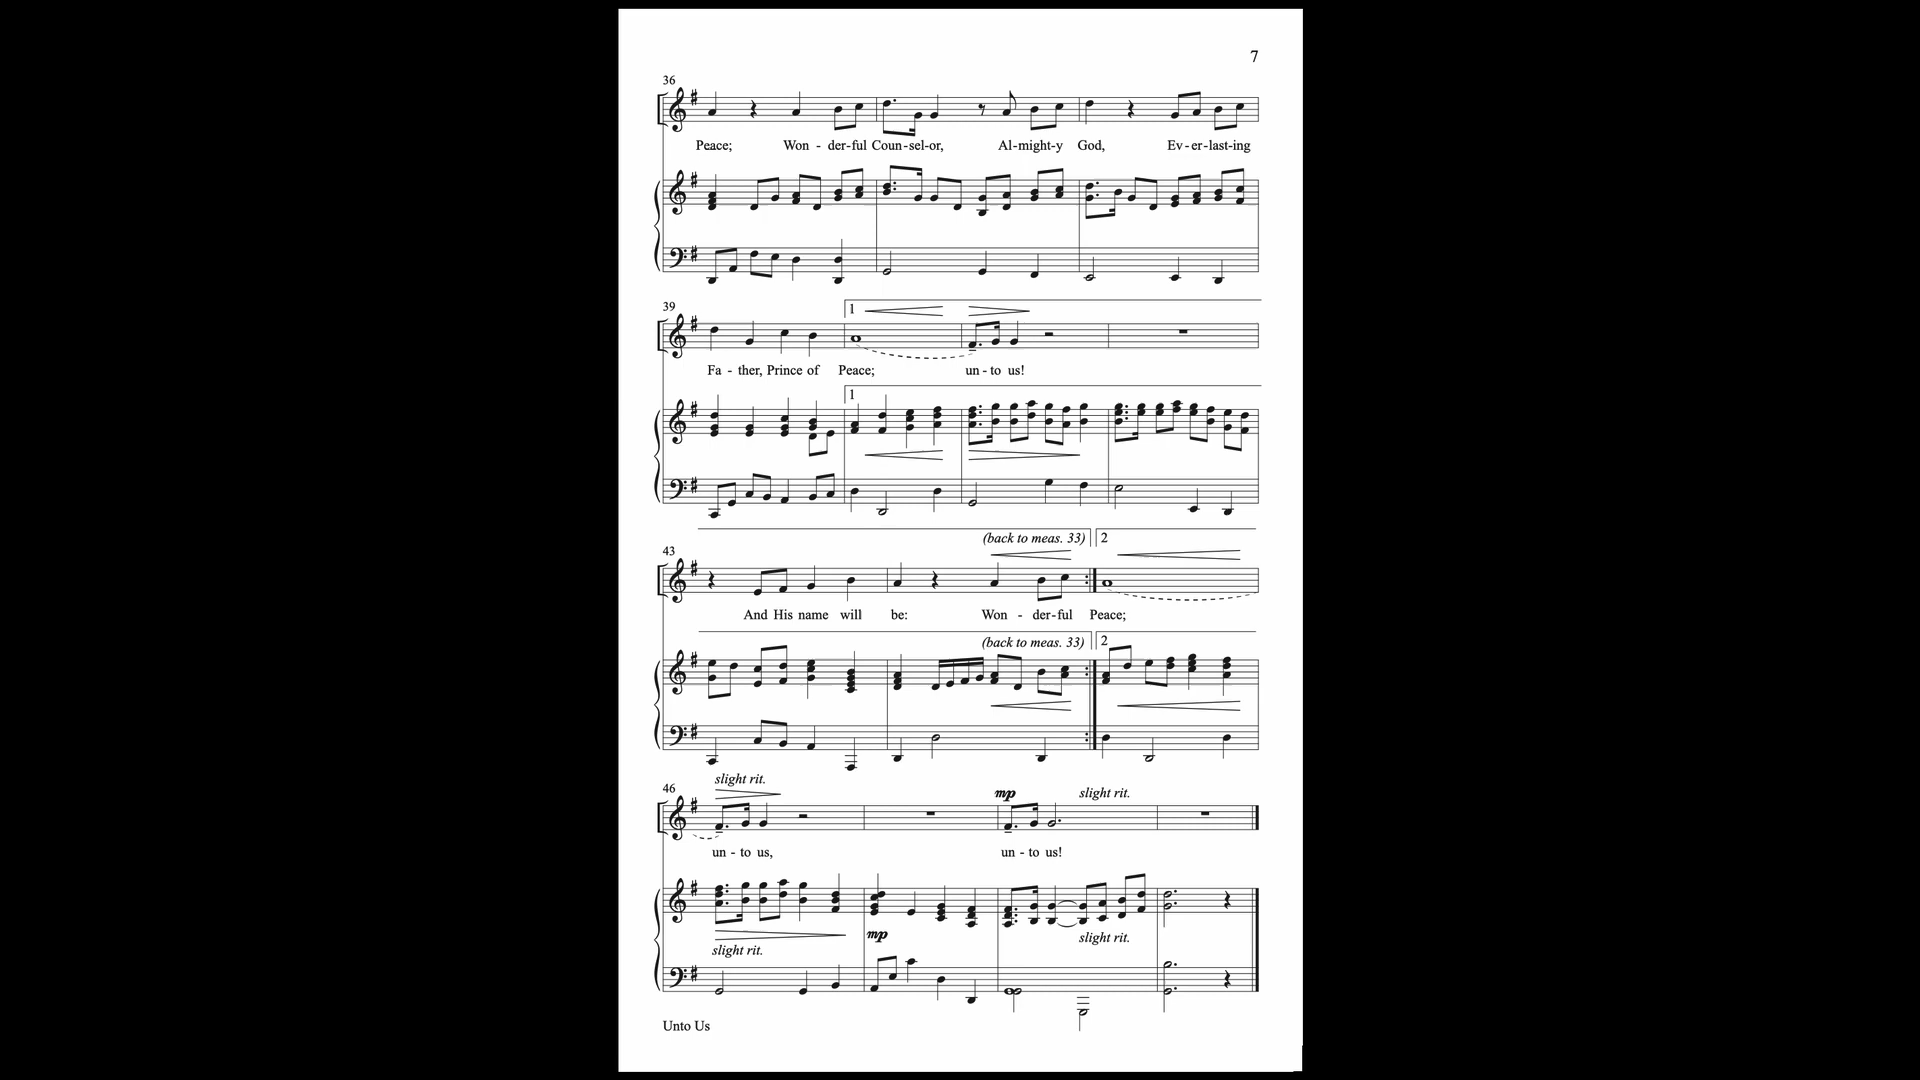 7
36
Peace; Won - der-ful Coun-sel-or, Al-might-y God, Ev-er-last-ing
39
1
Fa - ther, Prince of Peace; un-to us!
1
(back to meas. 33) 2
43
And His name will be: Won - der-ful Peace;
(back to meas. 33) 2
slight rit.
46
mp slight rit.
un - to us, un - to us!
mp slight rit.
slight rit.
Unto Us